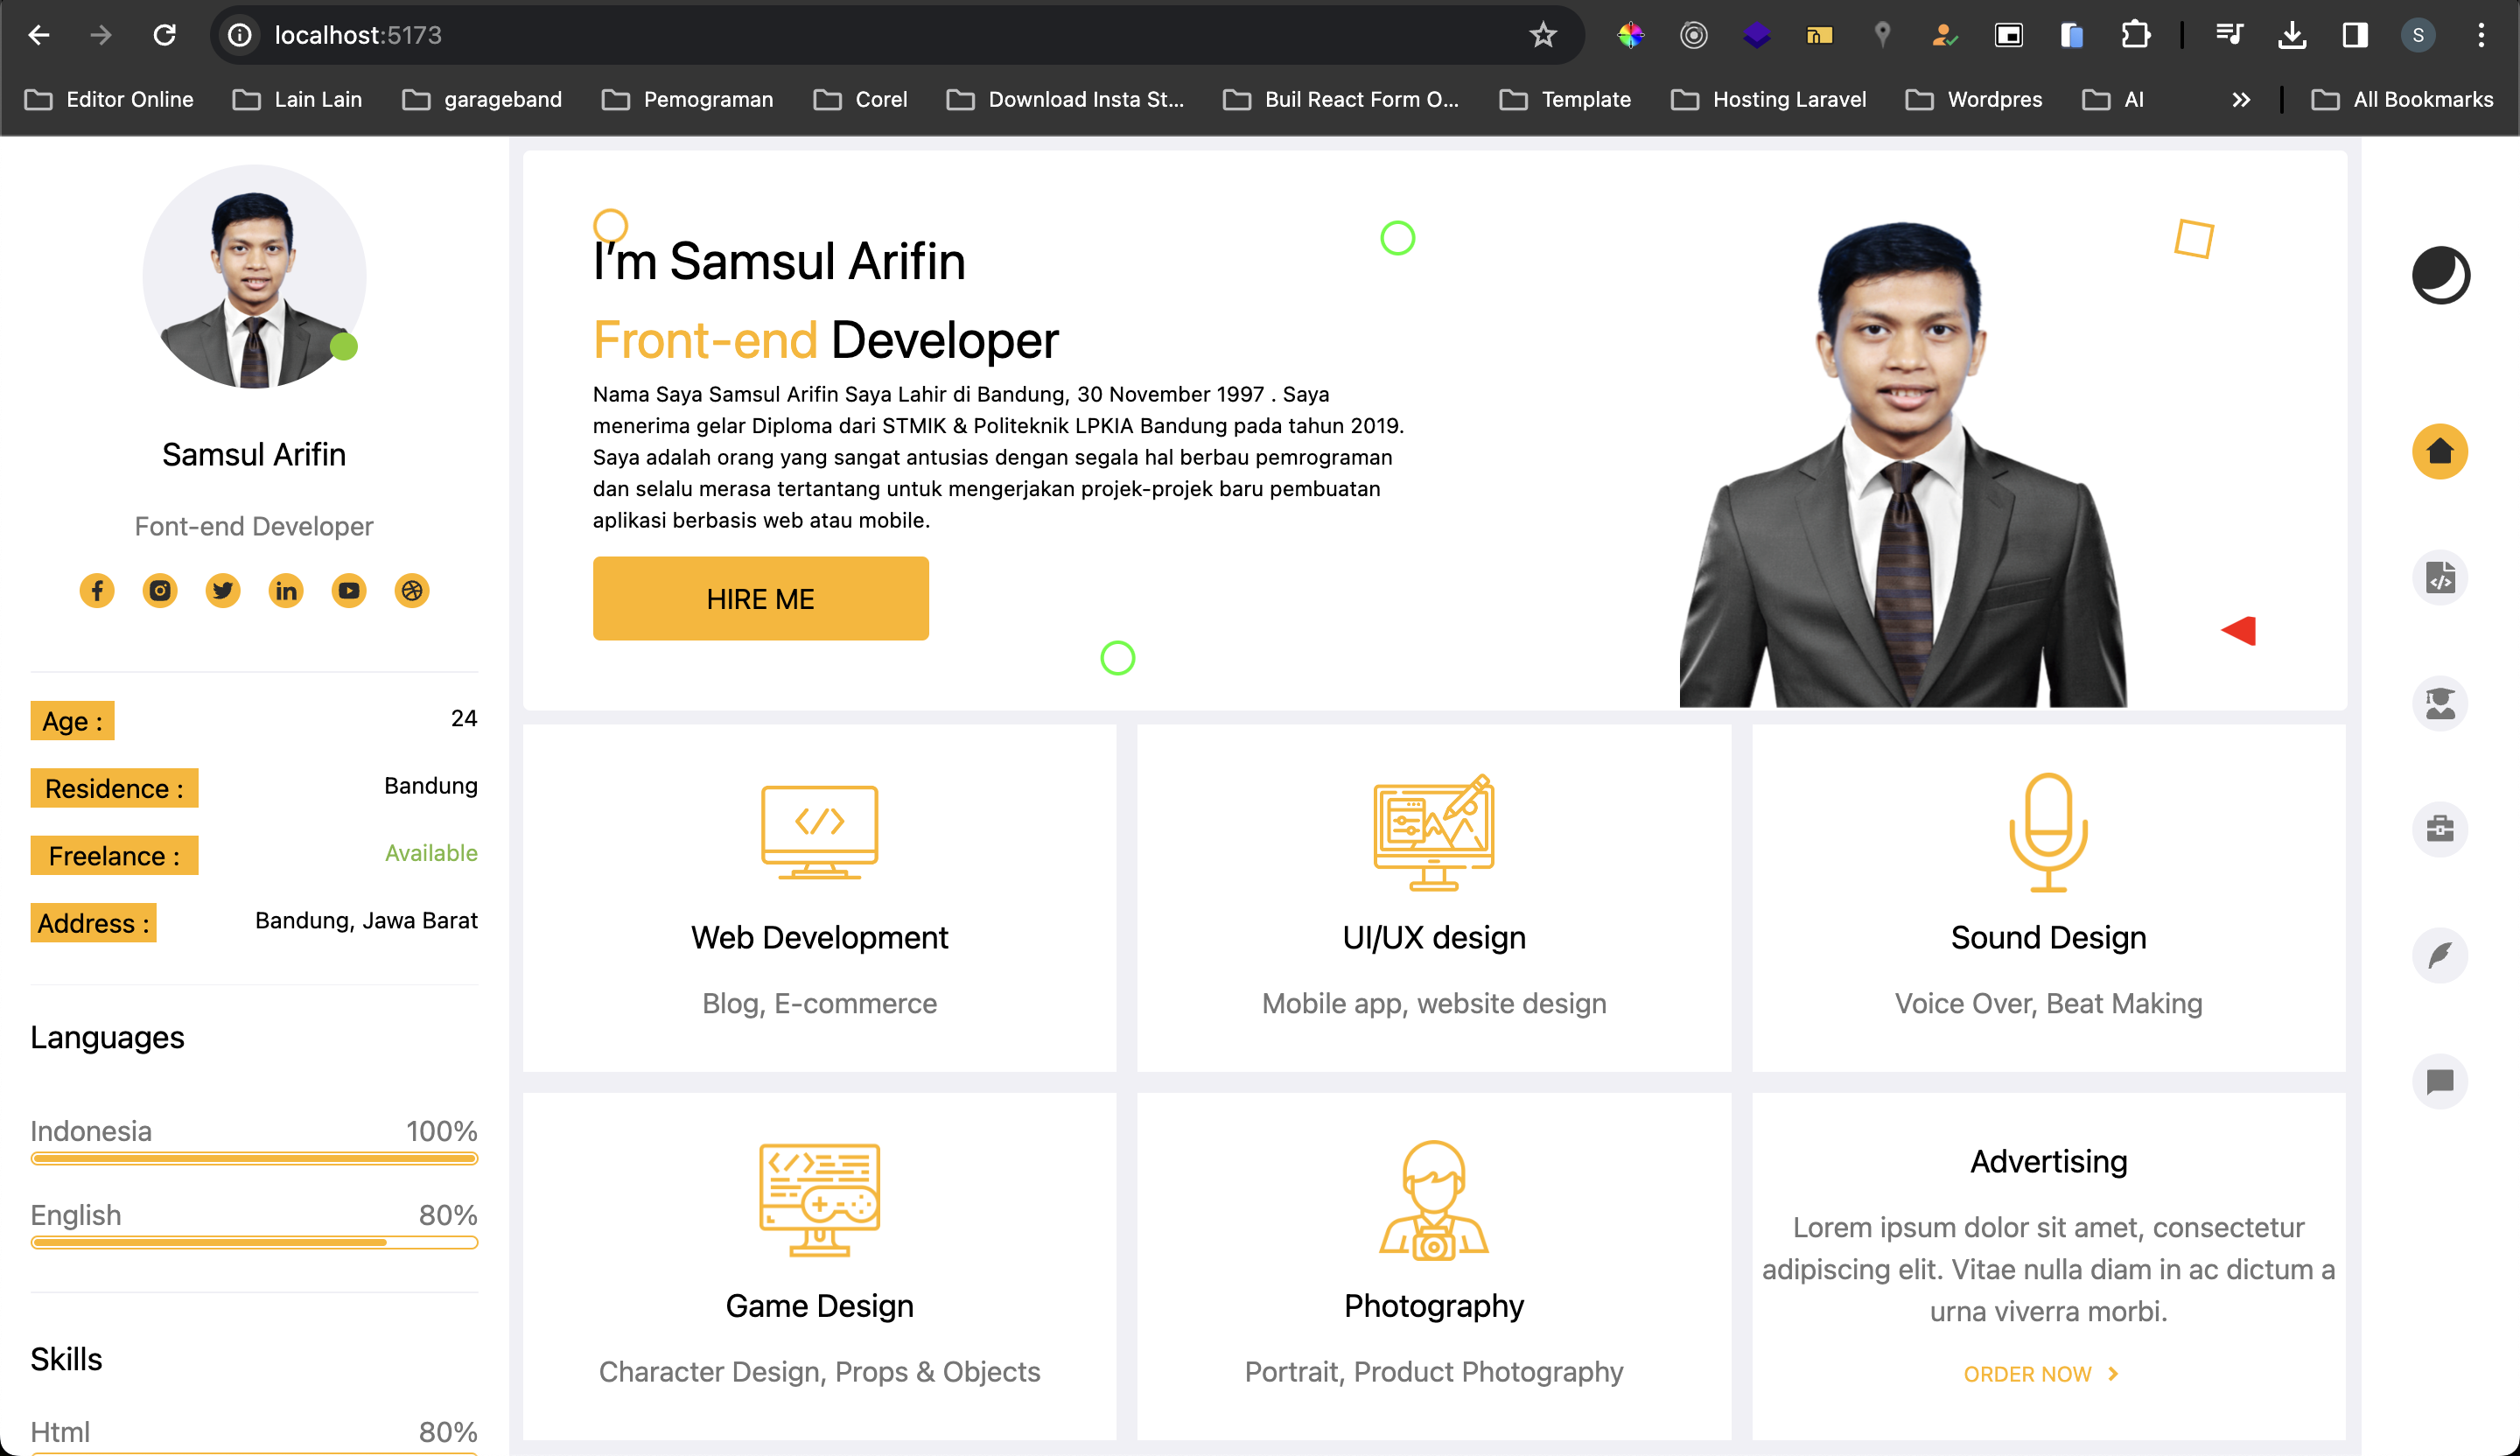 localhost:5173
S
Editor Online
Lain Lain
garageband
Pemograman
Corel
Download Insta St...
Buil React Form O...
Template
Hosting Laravel
Wordpres
AI
All Bookmarks
Samsul Arifin
Font-end Developer
Age :
24
Residence :
Bandung
Freelance :
Available
Address :
Bandung, Jawa Barat
Languages
Indonesia
100%
English
80%
Skills
Html
80%
I'm Samsul Arifin
Front-end Developer
Nama Saya Samsul Arifin Saya Lahir di Bandung, 30 November 1997 . Saya
menerima gelar Diploma dari STMIK & Politeknik LPKIA Bandung pada tahun 2019.
Saya adalah orang yang sangat antusias dengan segala hal berbau pemrograman
dan selalu merasa tertantang untuk mengerjakan projek-projek baru pembuatan
aplikasi berbasis web atau mobile.
HIRE ME
Web Development
Blog, E-commerce
UI/UX design
Mobile app, website design
Sound Design
Voice Over, Beat Making
Game Design
Character Design, Props & Objects
Photography
Portrait, Product Photography
Advertising
Lorem ipsum dolor sit amet, consectetur
adipiscing elit. Vitae nulla diam in ac dictum a
urna viverra morbi.
ORDER NOW